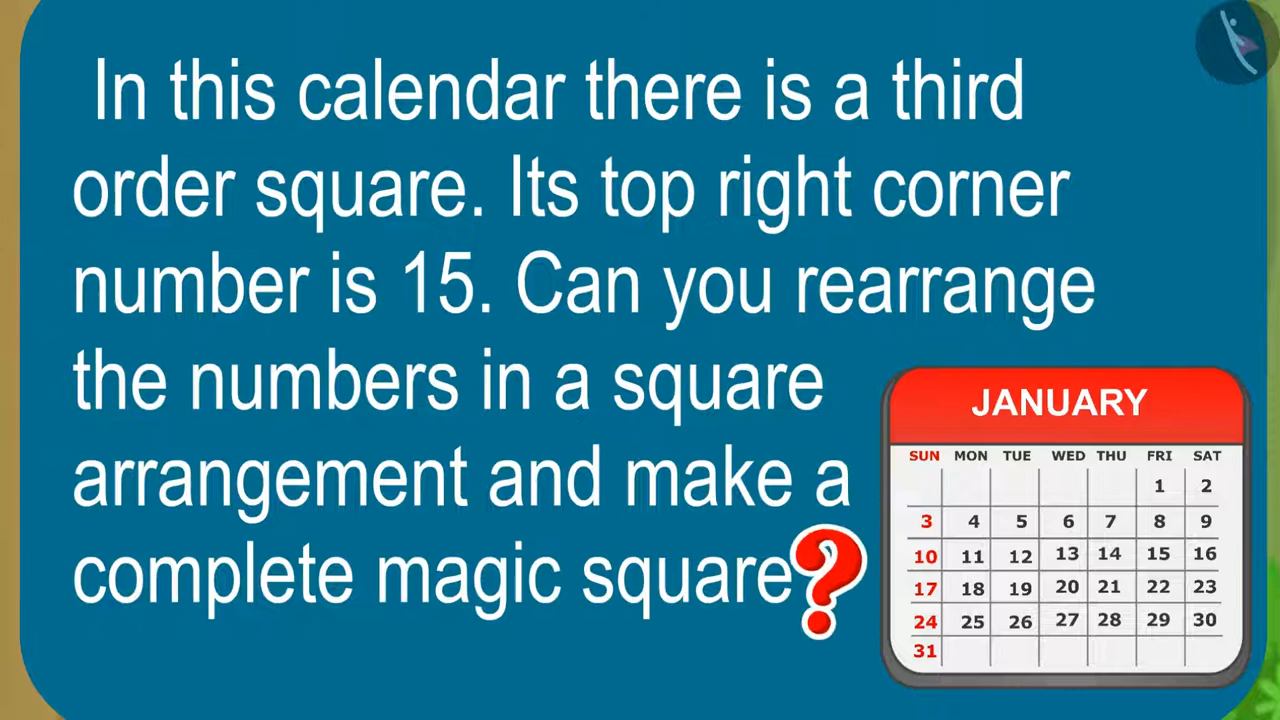 In this calendar there is a third
order square. Its top right corner
number is 15. Can you rearrange
the numbers in a square
arrangement and make a
complete magic square?
JANUARY
SUN MON TUE WED THU FRI SAT
1 2
3 4 5 6 7 8 9
10 11 12 13 14 15 16
17 18 19 20 21 22 23
24 25 26 27 28 29 30
31